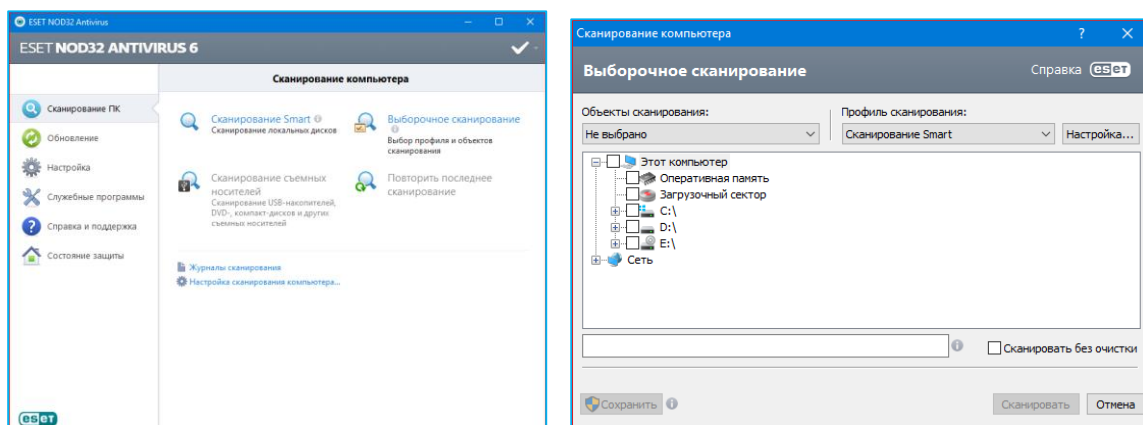 ESET NOD32 Antivirus
ESET NOD32 ANTIVIRUS 6
Сканирование компьютера
Сканирование ПК
Обновление
Настройка
Служебные программы
Справка и поддержка
Состояние защиты
Сканирование Smart
Сканирование локальных дисков
Выборочное сканирование
Выбор профиля и объектов
сканирования
Сканирование съемных
носителей
Сканирование USB-накопителей,
DVD-, компакт-дисков и других
съемных носителей
Повторить последнее
сканирование
Журналы сканирования
Настройка сканирования компьютера...
eset
Сканирование компьютера
Выборочное сканирование
Справка eset
Объекты сканирования:
Профиль сканирования:
Не выбрано
Сканирование Smart
Настройка...
Этот компьютер
Оперативная память
Загрузочный сектор
C:\
D:\
E:\
Сеть
Сканировать без очистки
Сохранить
Сканировать
Отмена